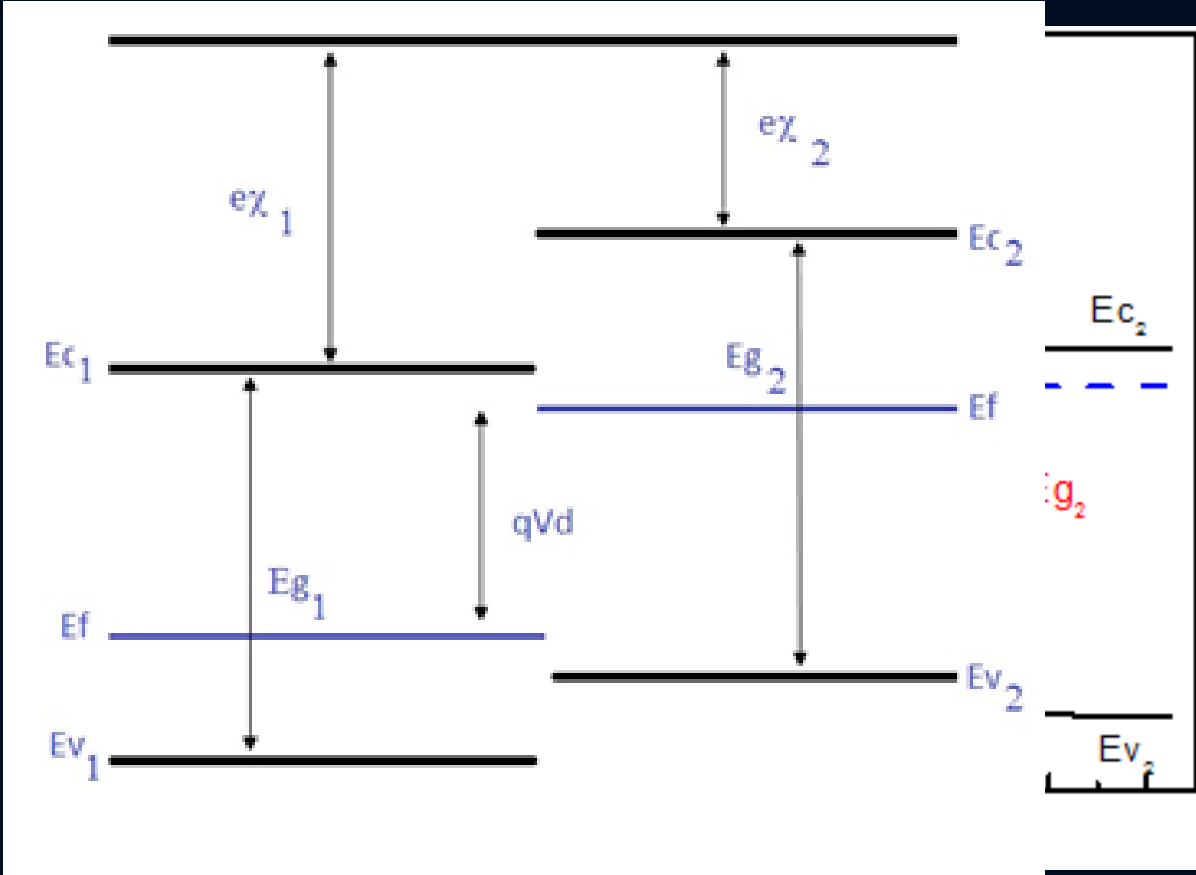 eχ 2
eχ 1
Ec 2
Ec₂
Ec 1
Eg 2
Ef
g₂
qVd
Eg 1
Ef
Ev 2
Ev 1
Ev₂